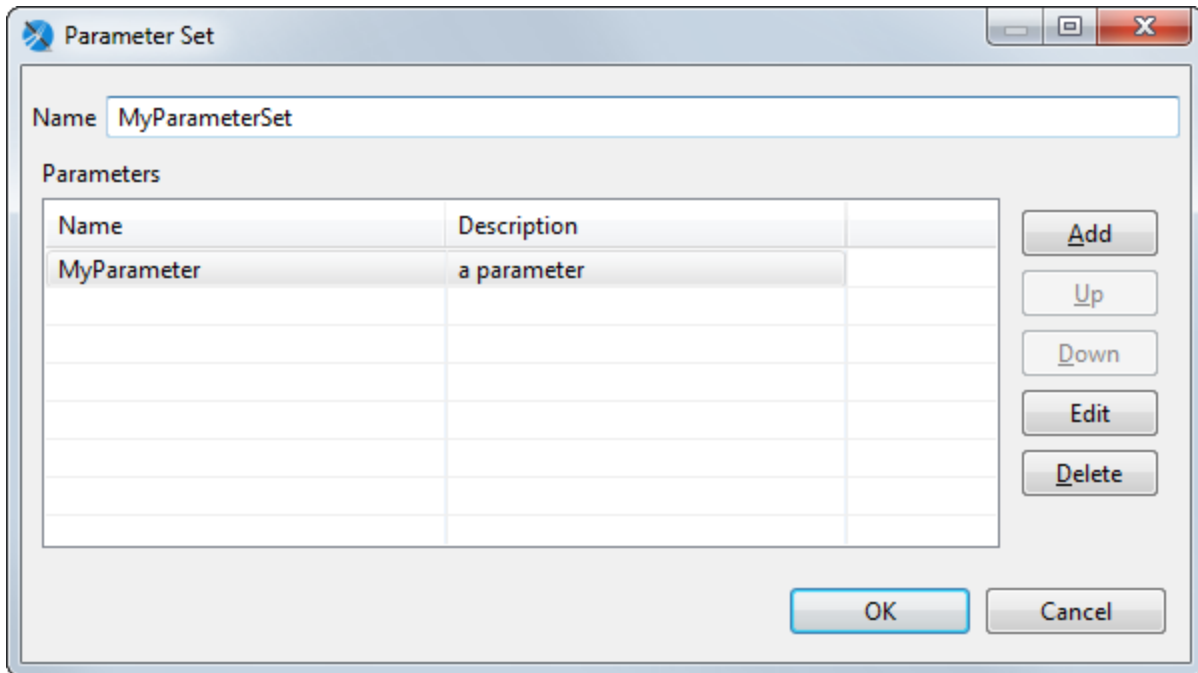 Parameter Set
Name MyParameterSet
Parameters
Name Description
MyParameter a parameter
Add
Up
Down
Edit
Delete
OK Cancel